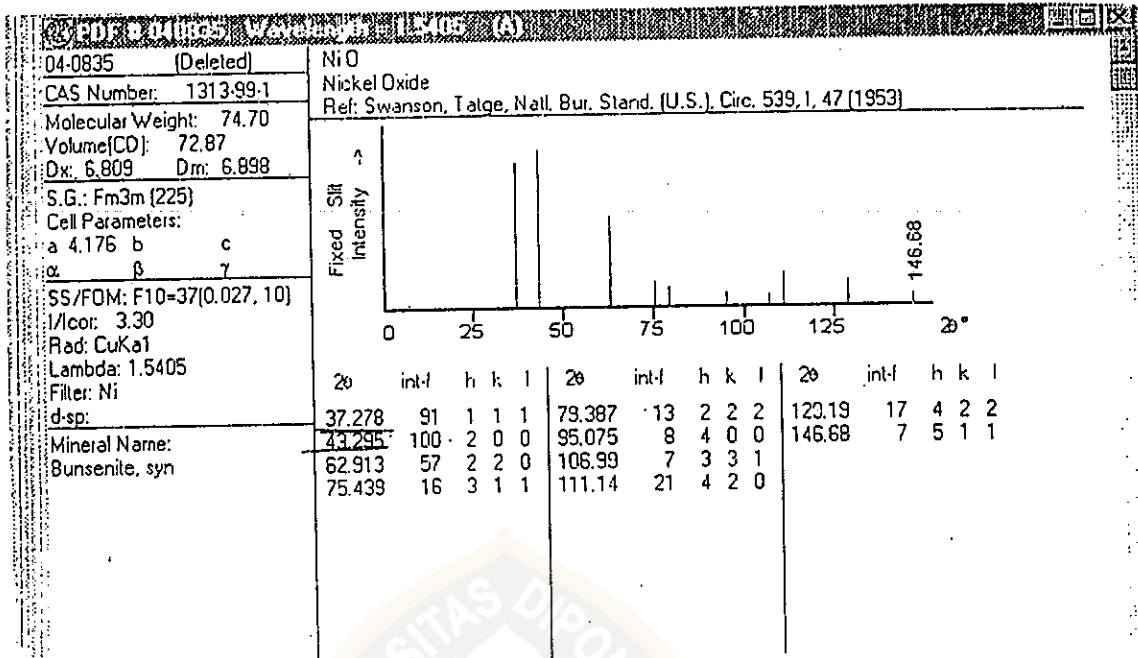 PDF # 040835, Wavelength = 1.5405 (A)
04-0835 (Deleted)
CAS Number: 1313-99-1
Molecular Weight: 74.70
Volume[CD]: 72.87
Dx: 6.809 Dm: 6.898
S.G.: Fm3m (225)
Cell Parameters:
a 4.176 b c
α β γ
SS/FOM: F10=37(0.027, 10)
I/Icor: 3.30
Rad: CuKa1
Lambda: 1.5405
Filter: Ni
d-sp:
Mineral Name:
Bunsenite, syn
Ni O
Nickel Oxide
Ref: Swanson, Tatge, Natl. Bur. Stand. (U.S.), Circ. 539, I, 47 (1953)
Fixed Slit
Intensity ->
146.68
0 25 50 75 100 125 2θ°
2θ int-f h k l 2θ int-f h k l 2θ int-f h k l
37.278 91 1 1 1 79.387 13 2 2 2 129.19 17 4 2 2
43.295 100 2 0 0 95.075 8 4 0 0 146.68 7 5 1 1
62.913 57 2 2 0 106.99 7 3 3 1
75.439 16 3 1 1 111.14 21 4 2 0
SITAS DIPO